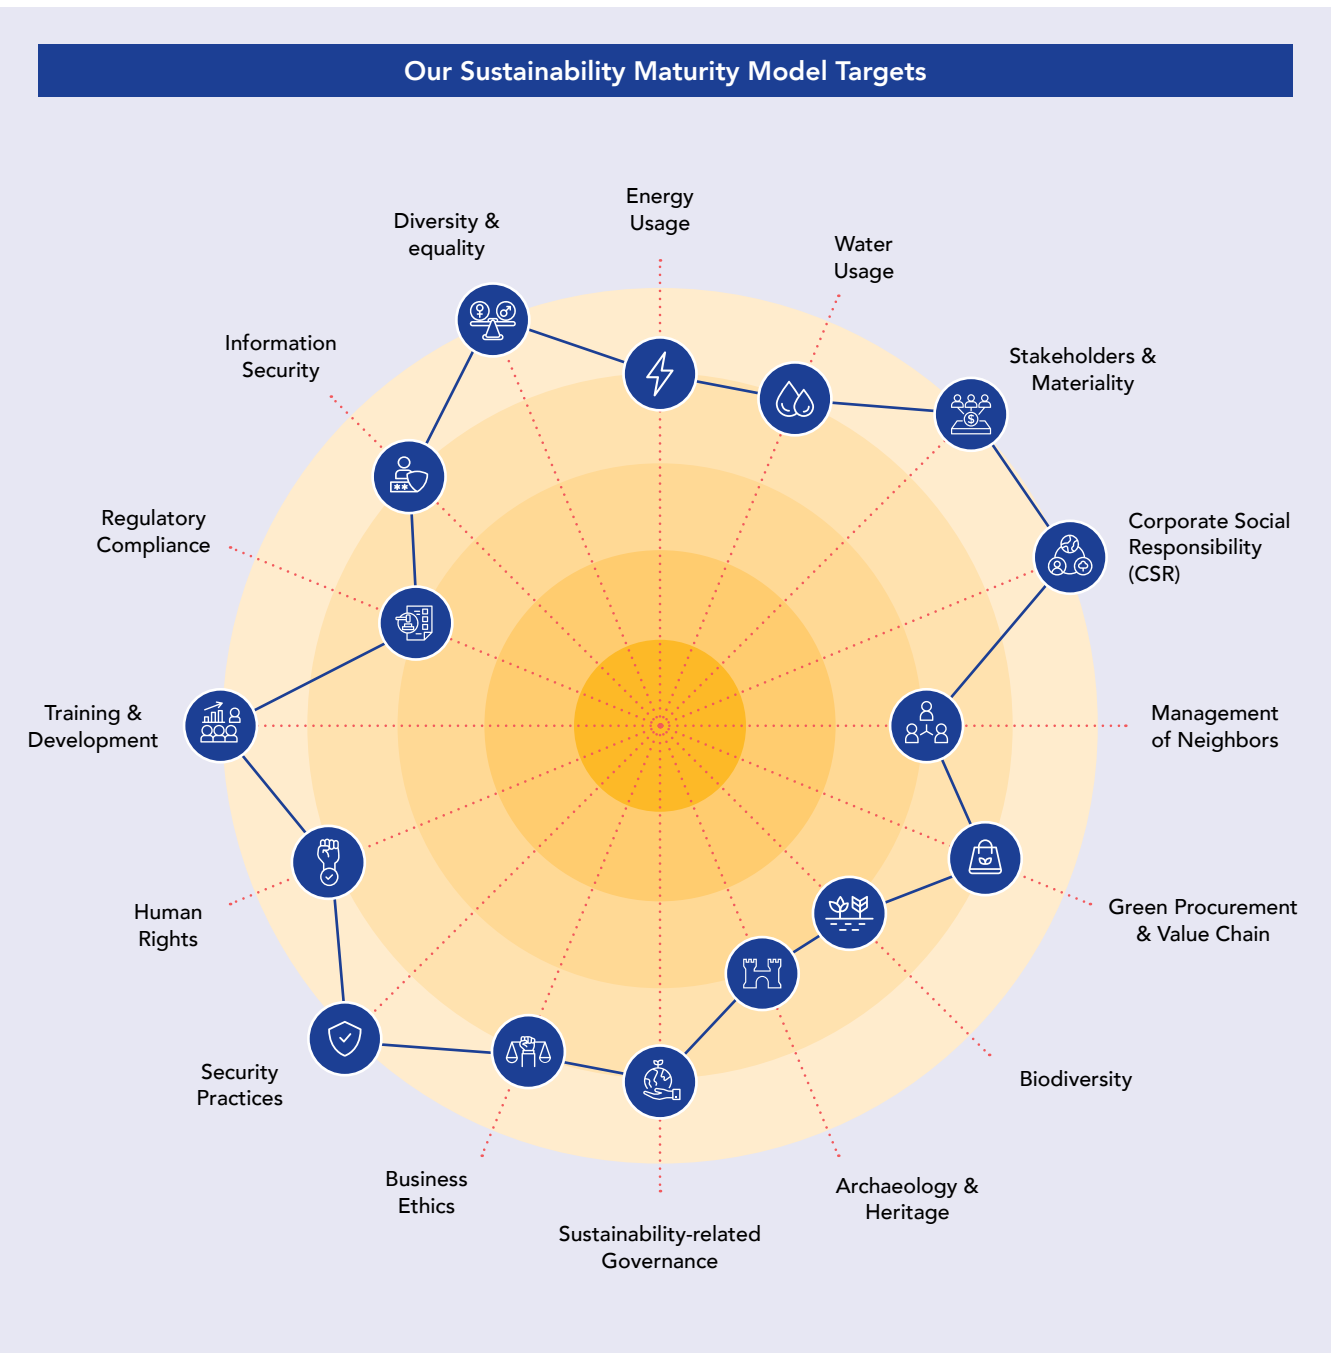 Our Sustainability Maturity Model Targets
Energy
Usage
Water
Usage
Stakeholders &
Materiality
Corporate Social
Responsibility
(CSR)
Management
of Neighbors
Green Procurement
& Value Chain
Biodiversity
Archaeology &
Heritage
Sustainability-related
Governance
Business
Ethics
Security
Practices
Human
Rights
Training &
Development
Regulatory
Compliance
Information
Security
Diversity &
equality
$
**